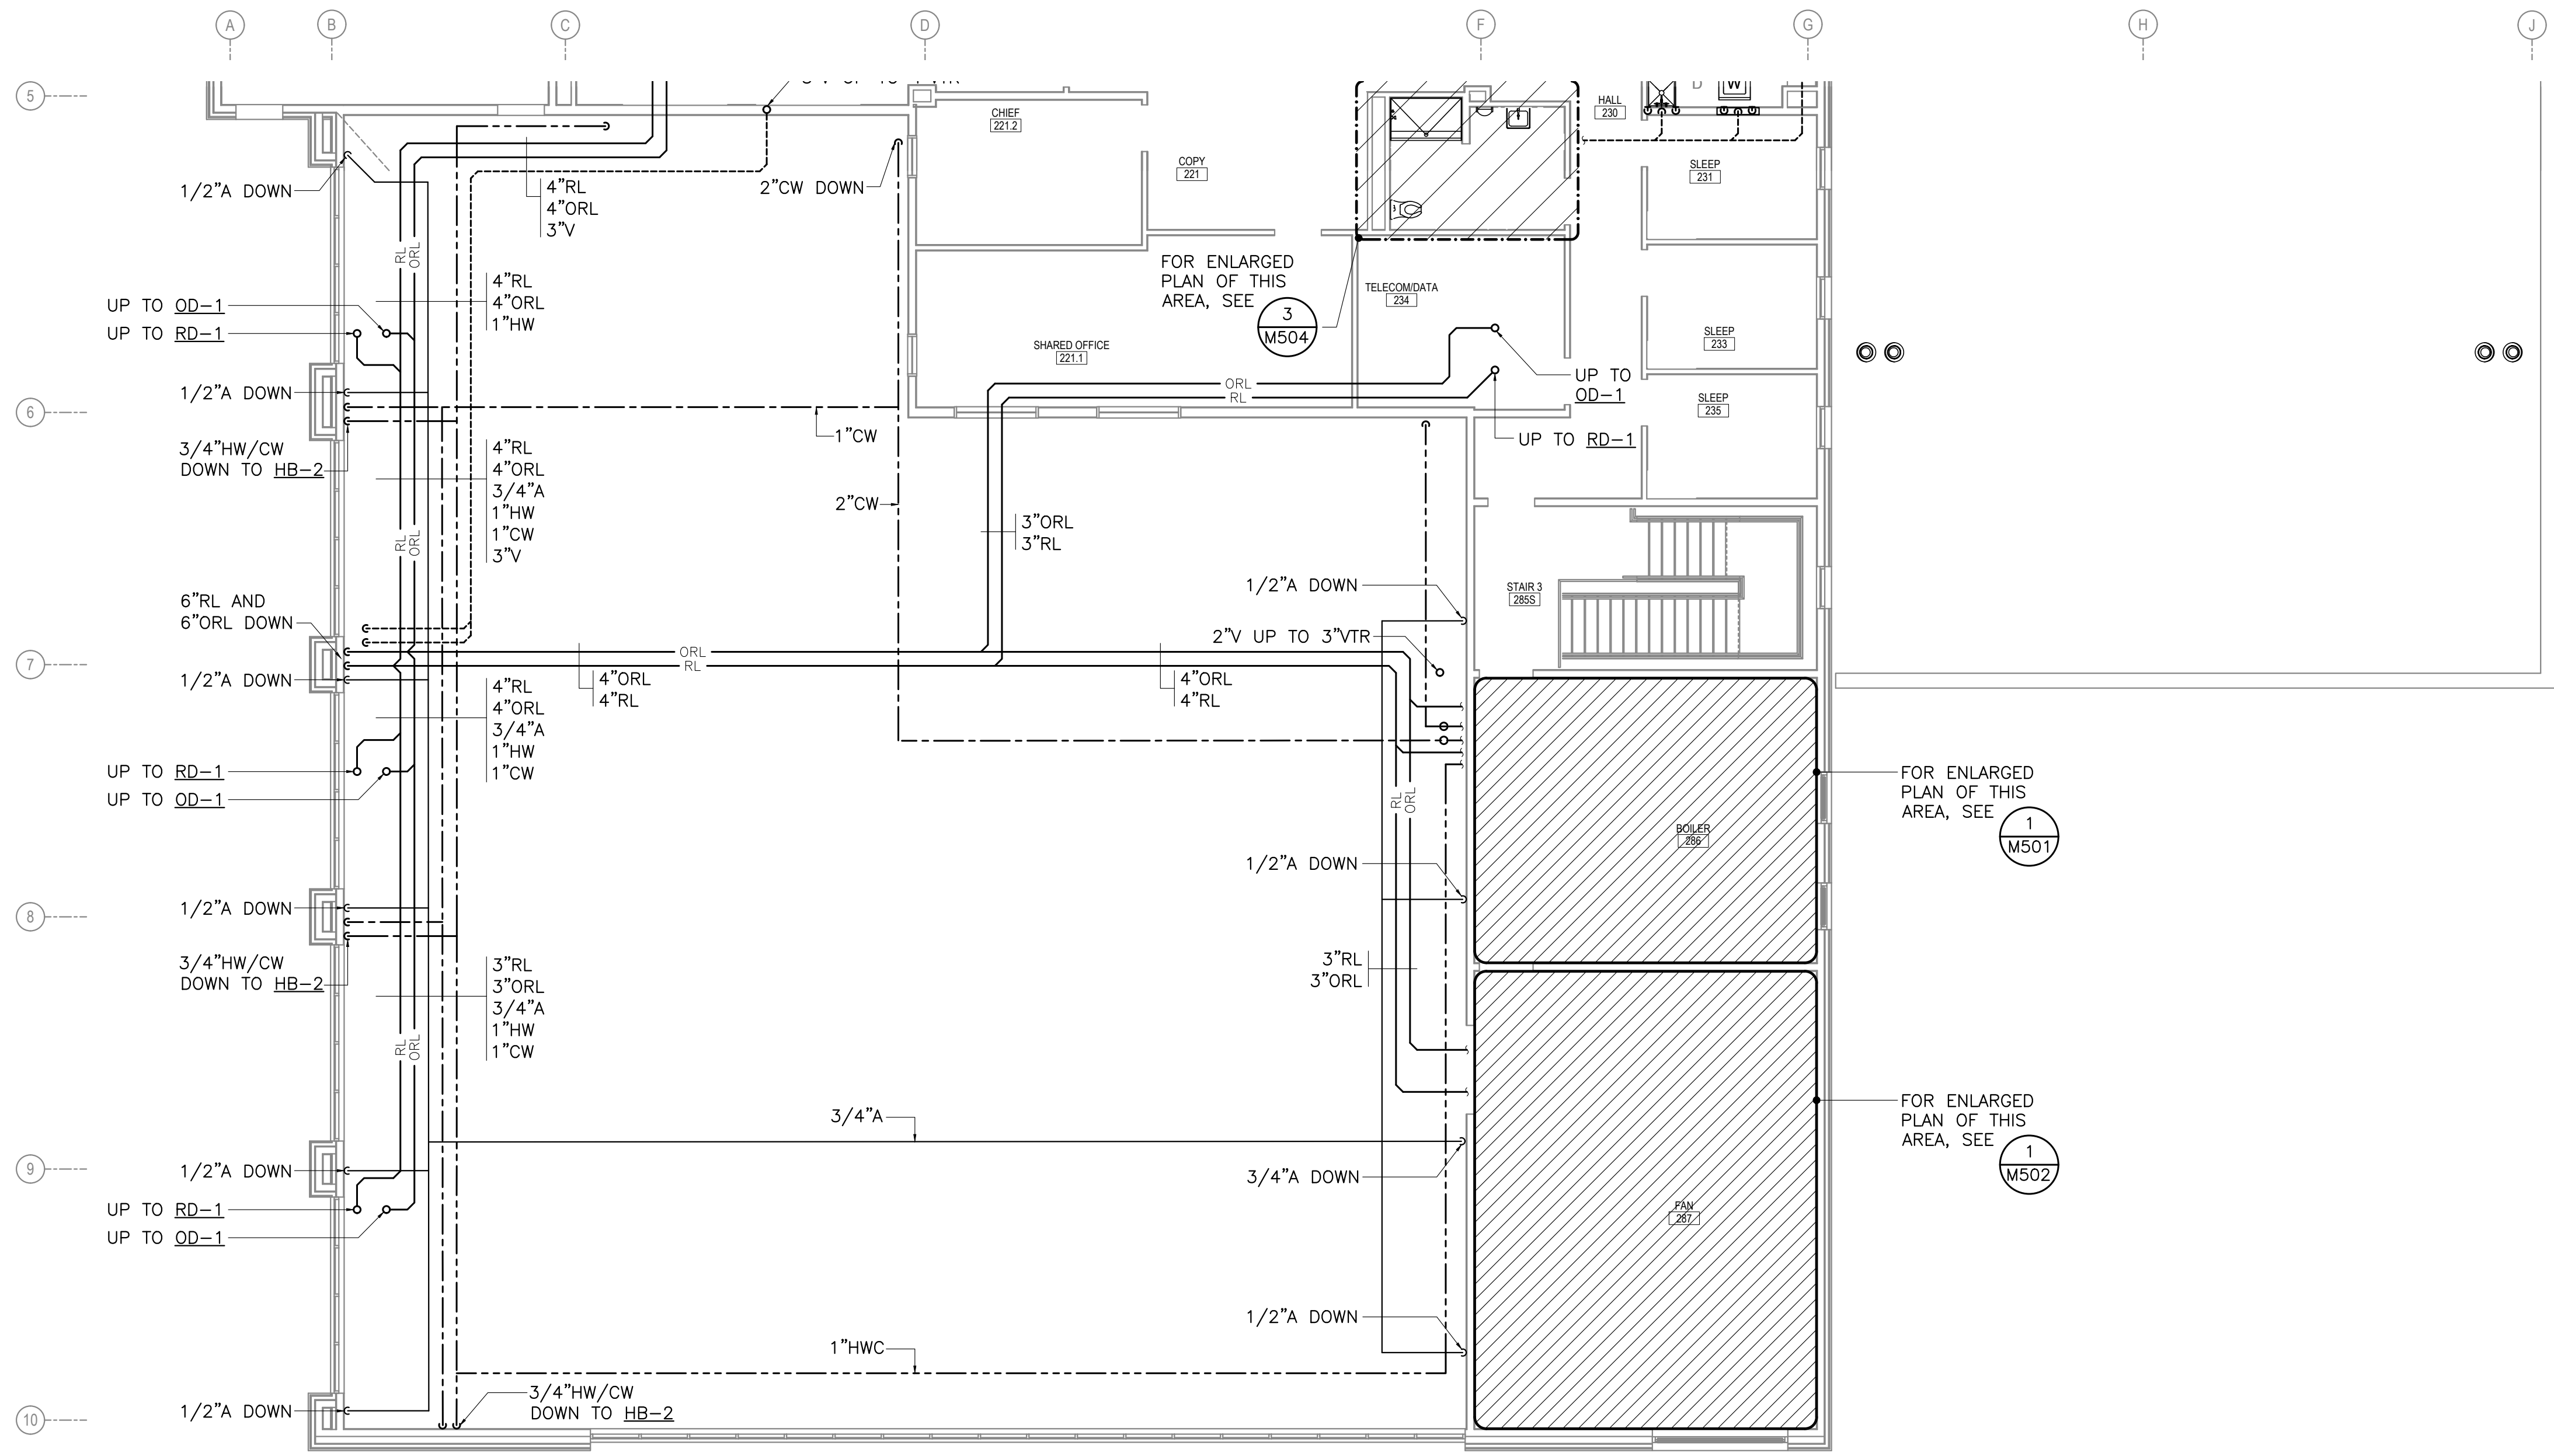 A
B
C
D
F
G
H
J
5
CHIEF
221.2
COPY
221
HALL
230
D
W
SLEEP
231
1/2"A DOWN
4"RL
4"ORL
3"V
2"CW DOWN
RL
ORL
4"RL
4"ORL
1"HW
UP TO OD-1
UP TO RD-1
FOR ENLARGED
PLAN OF THIS
AREA, SEE
3
M504
TELECOM/DATA
234
SHARED OFFICE
221.1
SLEEP
233
1/2"A DOWN
ORL
RL
UP TO
OD-1
SLEEP
235
6
1"CW
UP TO RD-1
3/4"HW/CW
DOWN TO HB-2
4"RL
4"ORL
3/4"A
1"HW
1"CW
3"V
2"CW
3"ORL
3"RL
RL
ORL
1/2"A DOWN
STAIR 3
285S
6"RL AND
6"ORL DOWN
2"V UP TO 3"VTR
7
ORL
RL
1/2"A DOWN
4"RL
4"ORL
3/4"A
1"HW
1"CW
4"ORL
4"RL
4"ORL
4"RL
UP TO RD-1
UP TO OD-1
RL
ORL
FOR ENLARGED
PLAN OF THIS
AREA, SEE
1
M501
BOILER
286
1/2"A DOWN
8
1/2"A DOWN
3/4"HW/CW
DOWN TO HB-2
3"RL
3"ORL
3/4"A
1"HW
1"CW
3"RL
3"ORL
RL
ORL
3/4"A
FOR ENLARGED
PLAN OF THIS
AREA, SEE
1
M502
9
1/2"A DOWN
3/4"A DOWN
UP TO RD-1
UP TO OD-1
FAN
287
1/2"A DOWN
1"HWC
3/4"HW/CW
DOWN TO HB-2
10
1/2"A DOWN